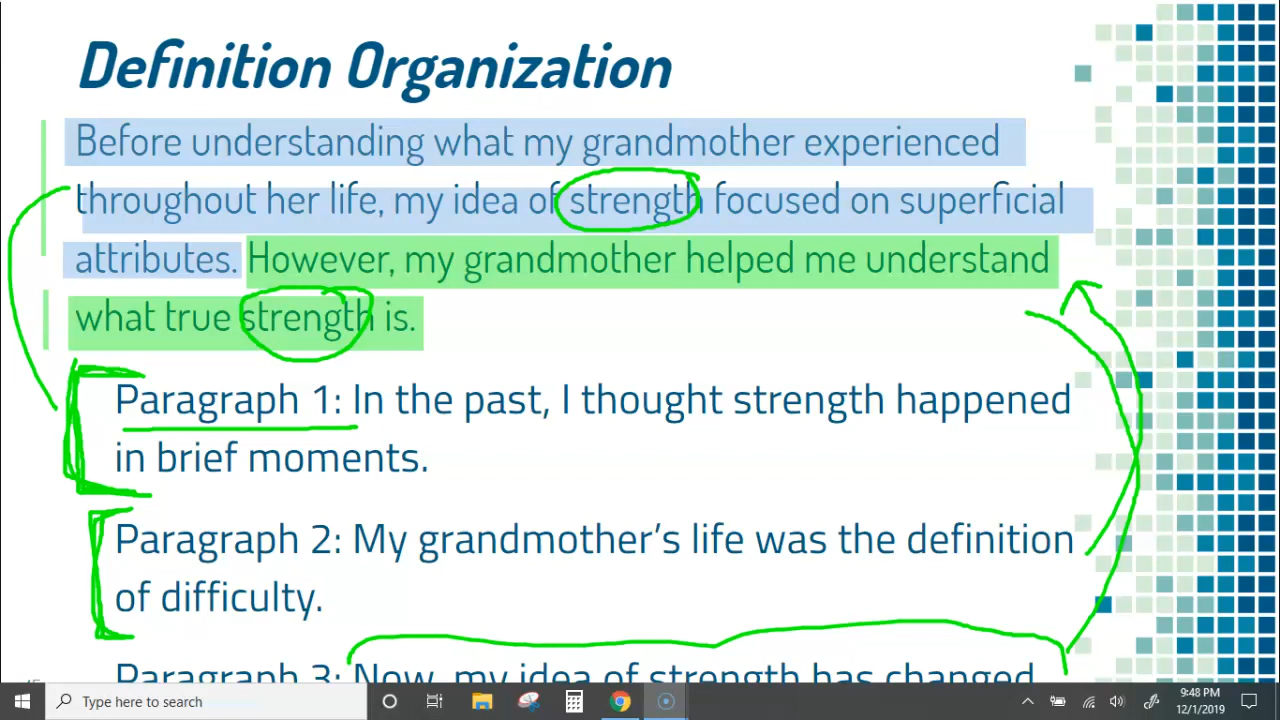 Definition Organization
Before understanding what my grandmother experienced
throughout her life, my idea of strength focused on superficial
attributes. However, my grandmother helped me understand
what true strength is.
Paragraph 1: In the past, I thought strength happened
in brief moments.
Paragraph 2: My grandmother’s life was the definition
of difficulty.
Paragraph 3: Now, my idea of strength has changed
Type here to search
9:48 PM
12/1/2019